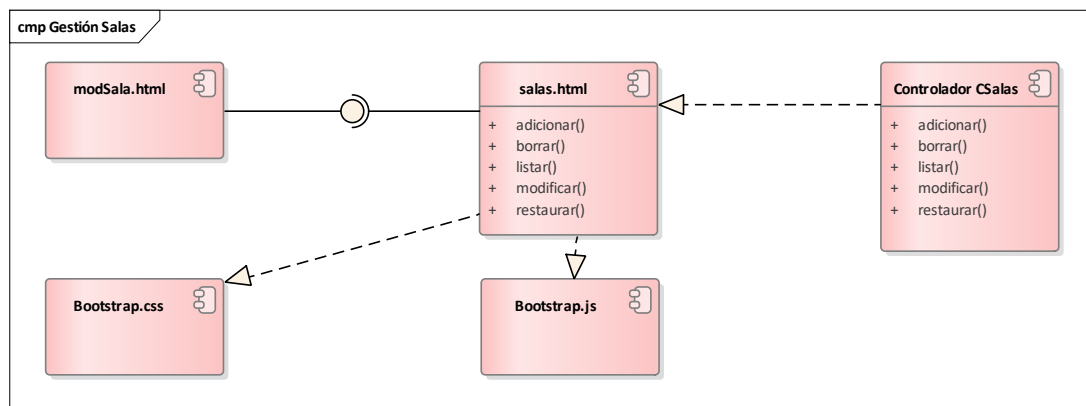 cmp Gestión Salas
modSala.html
salas.html
+ adicionar()
+ borrar()
+ listar()
+ modificar()
+ restaurar()
Controlador CSalas
+ adicionar()
+ borrar()
+ listar()
+ modificar()
+ restaurar()
Bootstrap.css
Bootstrap.js